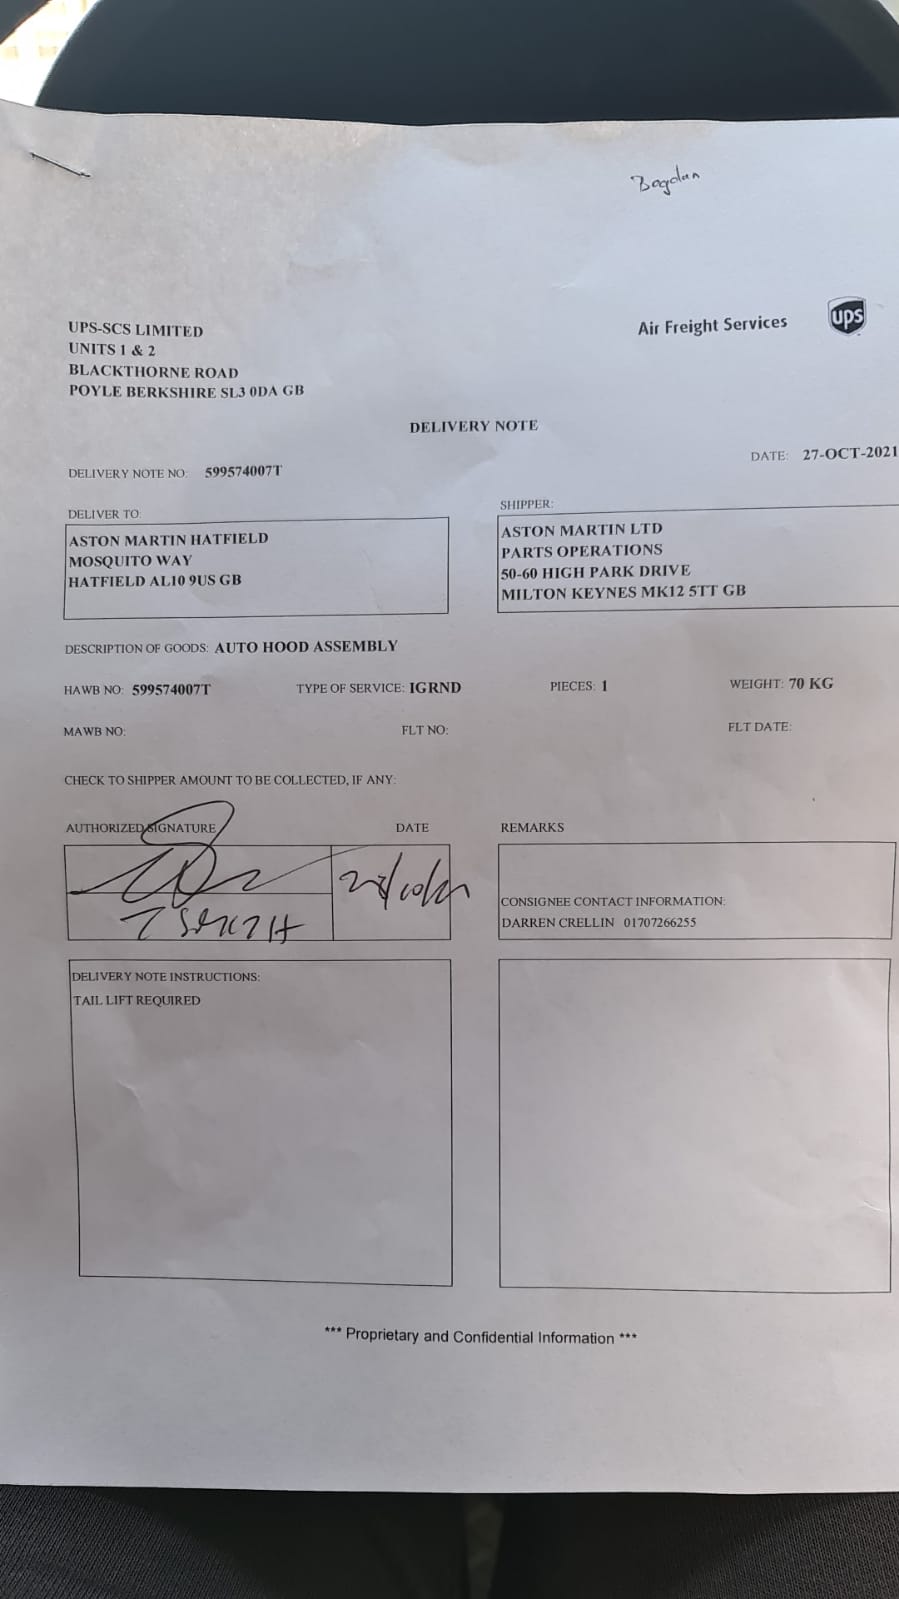 Bogdan
UPS-SCS LIMITED
UNITS 1 & 2
BLACKTHORNE ROAD
POYLE BERKSHIRE SL3 0DA GB
Air Freight Services
ups
DELIVERY NOTE
DATE: 27-OCT-2021
DELIVERY NOTE NO: 599574007T
DELIVER TO:
ASTON MARTIN HATFIELD
MOSQUITO WAY
HATFIELD AL10 9US GB
SHIPPER:
ASTON MARTIN LTD
PARTS OPERATIONS
50-60 HIGH PARK DRIVE
MILTON KEYNES MK12 5TT GB
DESCRIPTION OF GOODS: AUTO HOOD ASSEMBLY
HAWB NO: 599574007T TYPE OF SERVICE: IGRND PIECES: 1 WEIGHT: 70 KG
MAWB NO: FLT NO: FLT DATE:
CHECK TO SHIPPER AMOUNT TO BE COLLECTED, IF ANY:
AUTHORIZED SIGNATURE DATE
REMARKS
CONSIGNEE CONTACT INFORMATION:
DARREN CRELLIN 01707266255
DELIVERY NOTE INSTRUCTIONS:
TAIL LIFT REQUIRED
*** Proprietary and Confidential Information ***